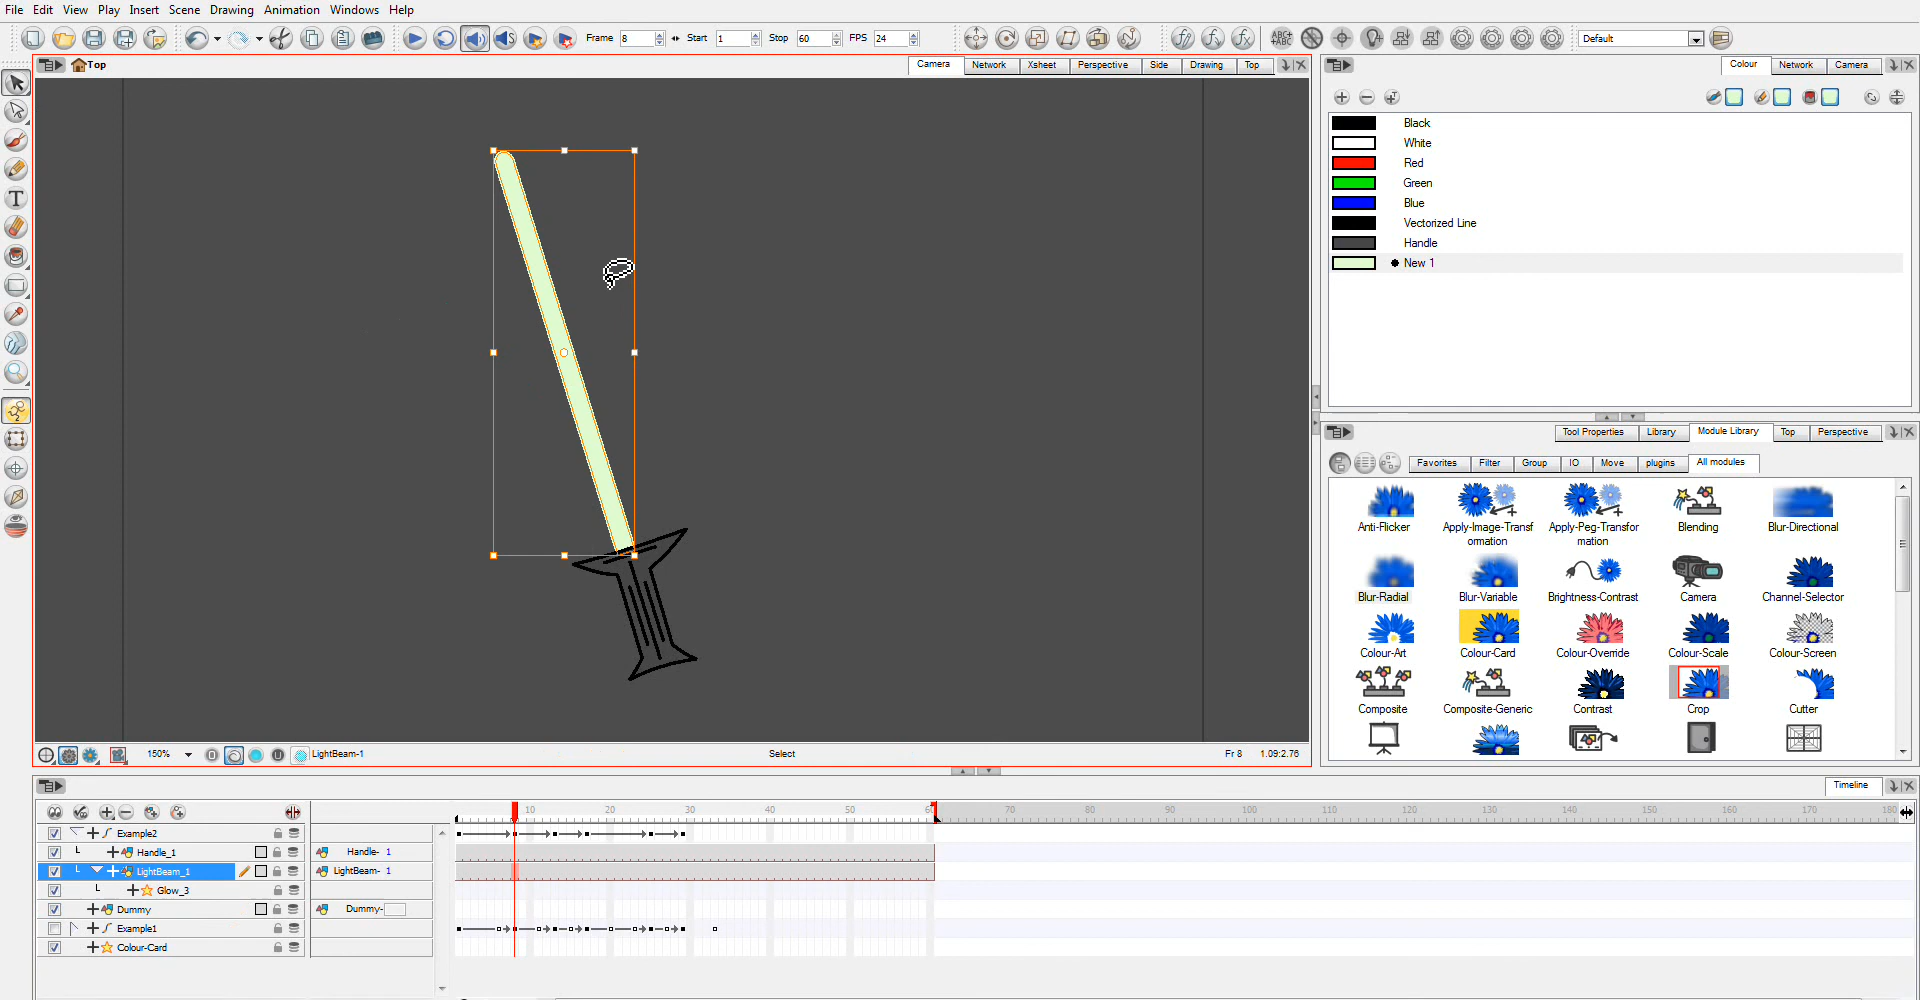 File Edit View Play Insert Scene Drawing Animation Windows Help
Frame 8 Start 1 Stop 60 FPS 24 Default
Top Camera Network Xsheet Perspective Side Drawing Top
Colour Network Camera
Black
White
Red
Green
Blue
Vectorized Line
Handle
New 1
Tool Properties Library Module Library Top Perspective
Favorites Filter Group IO Move plugins All modules
Anti-Flicker Apply-Image-Transf Apply-Peg-Transfor Blending Blur-Directional
ormation mation
Blur-Radial Blur-Variable Brightness-Contrast Camera Channel-Selector
Colour-Art Colour-Card Colour-Override Colour-Scale Colour-Screen
Composite Composite-Generic Contrast Crop Cutter
150% LightBeam-1 Select Fr 8 1.09:2.76
Timeline
10 20 30 40 50 60 70 80 90 100 110 120 130 140 150 160 170 180
Example2
Handle_1 Handle- 1
LightBeam_1 LightBeam- 1
Glow_3
Dummy Dummy-
Example1
Colour-Card